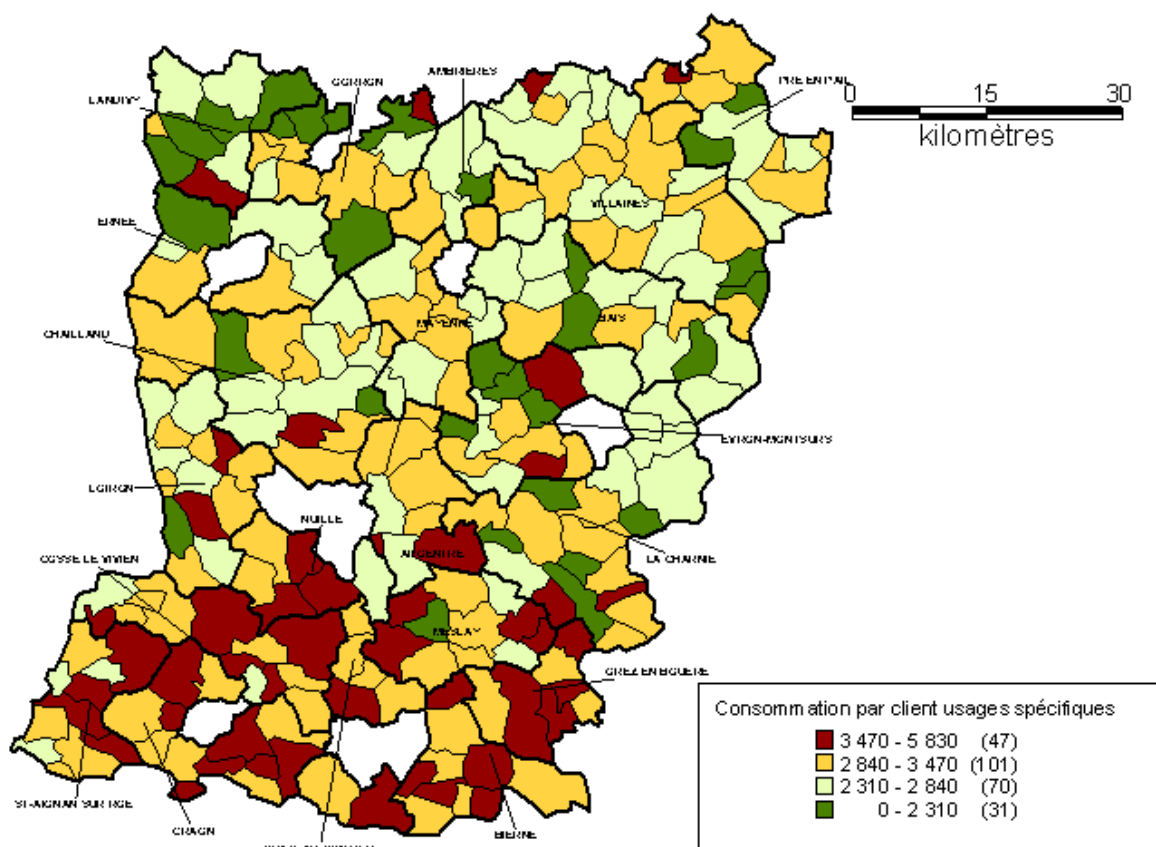 GORRON
AMBRIERES
PRE EN PAIL
LANDIVY
0 15 30
kilomètres
VILLAINES
ERNEE
MAYENNE
BAIS
CHAILLAND
EVRON-MONTSURS
LOIRON
NUILLE
ARGENTRE
LA CHARNIE
COSSE LE VIVIEN
MESLAY
GREZ EN BOUERE
ST-AIGNAN SUR ROE
CRAON
BIERNE
Consommation par client usages spécifiques
3 470 - 5 830 (47)
2 840 - 3 470 (101)
2 310 - 2 840 (70)
0 - 2 310 (31)